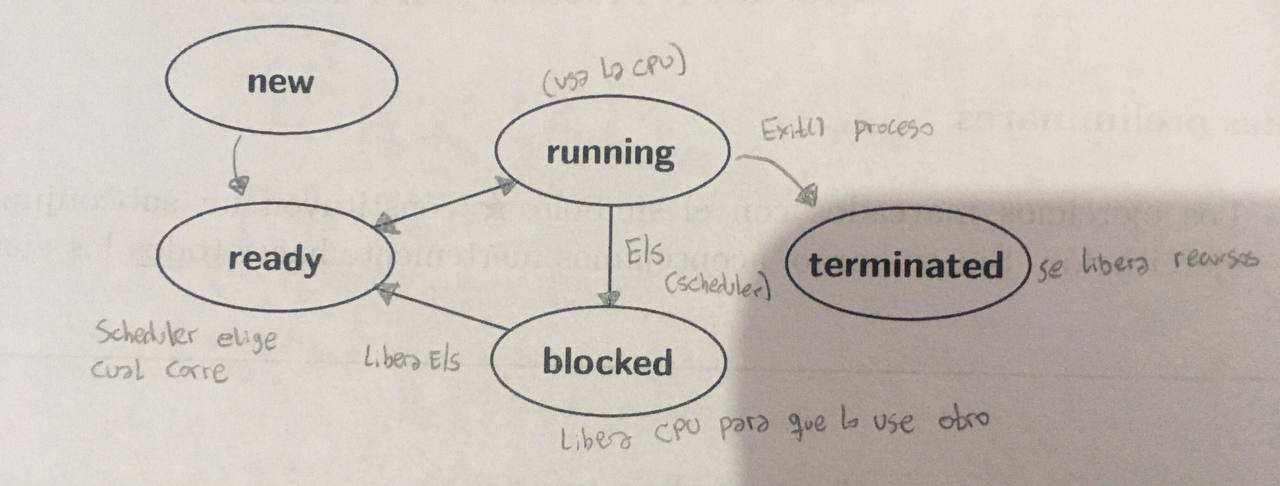 new
(usa la CPU)
running
Exit() proceso
ready
E/s
(scheduler)
terminated
se libera recursos
Scheduler elige
cual corre
Libera E/s
blocked
Libera CPU para que lo use otro
preliminares